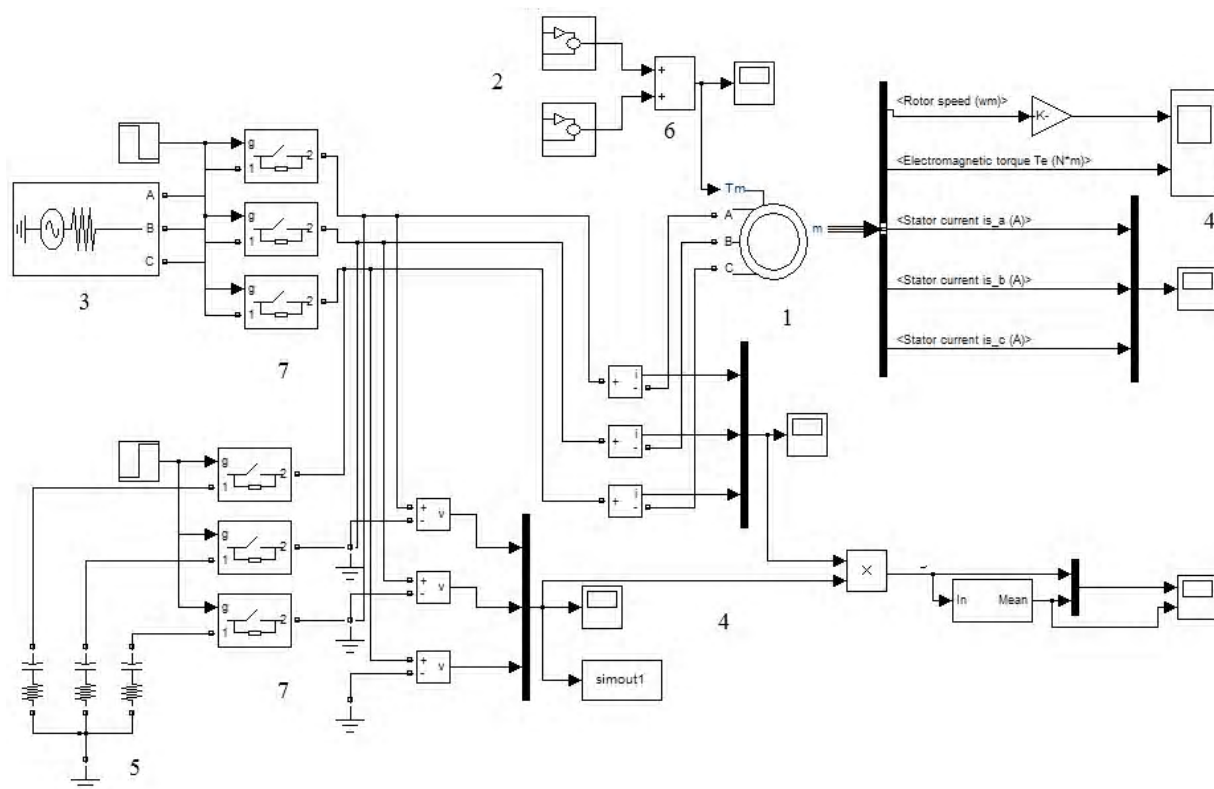 2
+
+
6
<Rotor speed (wm)>
K-
<Electromagnetic torque Te (N*m)>
4
<Stator current is_a (A)>
<Stator current is_b (A)>
<Stator current is_c (A)>
Tm
A
B
C
m
1
A
B
C
3
g
1
2
g
1
2
g
1
2
7
+
i
-
+
i
-
+
i
-
g
1
2
g
1
2
g
1
2
7
+
-
v
+
-
v
+
-
v
4
simout1
×
In
Mean
5